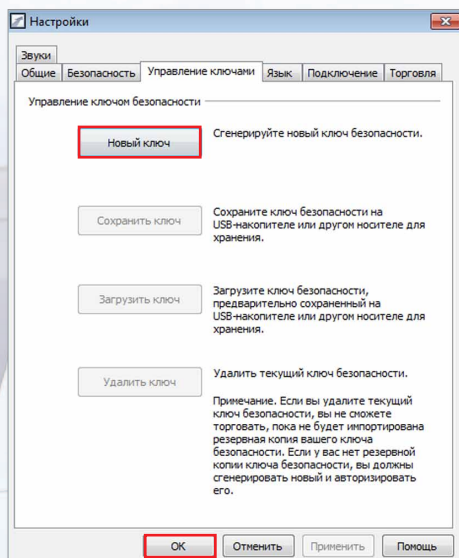 Настройки
Звуки
Общие Безопасность Управление ключами Язык Подключение Торговля
Управление ключом безопасности
Новый ключ
Сгенерируйте новый ключ безопасности.
Сохранить ключ
Сохраните ключ безопасности на
USB-накопителе или другом носителе для
хранения.
Загрузить ключ
Загрузите ключ безопасности,
предварительно сохраненный на
USB-накопителе или другом носителе для
хранения.
Удалить ключ
Удалить текущий ключ безопасности.
Примечание. Если вы удалите текущий
ключ безопасности, вы не сможете
торговать, пока не будет импортирована
резервная копия вашего ключа
безопасности. Если у вас нет резервной
копии ключа безопасности, вы должны
сгенерировать новый и авторизировать
его.
OK Отменить Применить Помощь